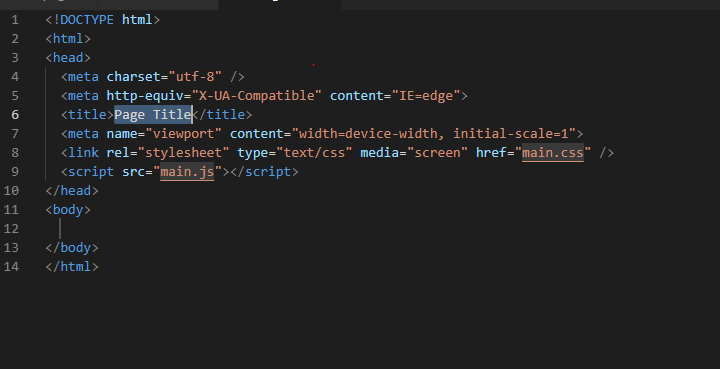 1 <!DOCTYPE html>
2 <html>
3 <head>
4 <meta charset="utf-8" />
5 <meta http-equiv="X-UA-Compatible" content="IE=edge">
6 <title>Page Title</title>
7 <meta name="viewport" content="width=device-width, initial-scale=1">
8 <link rel="stylesheet" type="text/css" media="screen" href="main.css" />
9 <script src="main.js"></script>
10 </head>
11 <body>
12
13 </body>
14 </html>